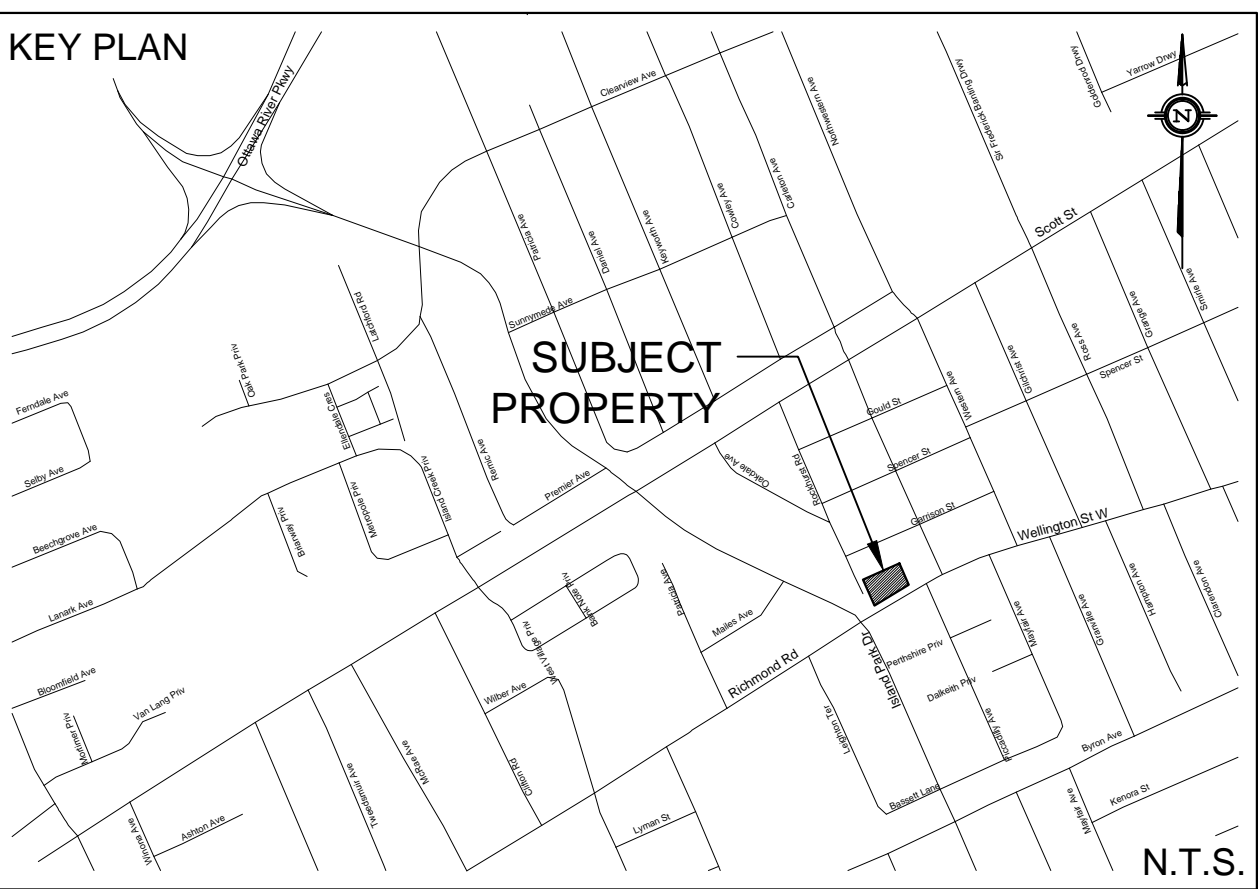 KEY PLAN
Ottawa River Pkwy
Clearview Ave
Northwestern Ave
Sir Frederick Banting Drwy
Goldenrod Drwy
Yarrow Drwy
N
Patricia Ave
Daniel Ave
Keyworth Ave
Cowley Ave
Carleton Ave
Scott St
Latchford Rd
Sunnymede Ave
Smirle Ave
Grange Ave
Ross Ave
Gilchrist Ave
Spencer St
Oak Park Priv
Ellendale Cres
SUBJECT
PROPERTY
Ferndale Ave
Selby Ave
Remic Ave
Gould St
Western Ave
Spencer St
Oakdale Ave
Rockhurst Rd
Island Creek Priv
Metropole Priv
Premier Ave
Briarway Priv
Garrison St
Wellington St W
Beechgrove Ave
Lanark Ave
Bank Note Priv
West Village Priv
Patricia Ave
Mailes Ave
Richmond Rd
Island Park Dr
Perthshire Priv
Dalkeith Priv
Mayfair Ave
Granville Ave
Hampton Ave
Clarendon Ave
Bloomfield Ave
Van Lang Priv
Mortimer Priv
Wilber Ave
Leighton Ter
Piccadilly Ave
Byron Ave
Clifton Rd
McRae Ave
Tweedsmuir Ave
Bassett Lane
Winona Ave
Ashton Ave
Lyman St
Mayfair Ave
Kenora St
N.T.S.